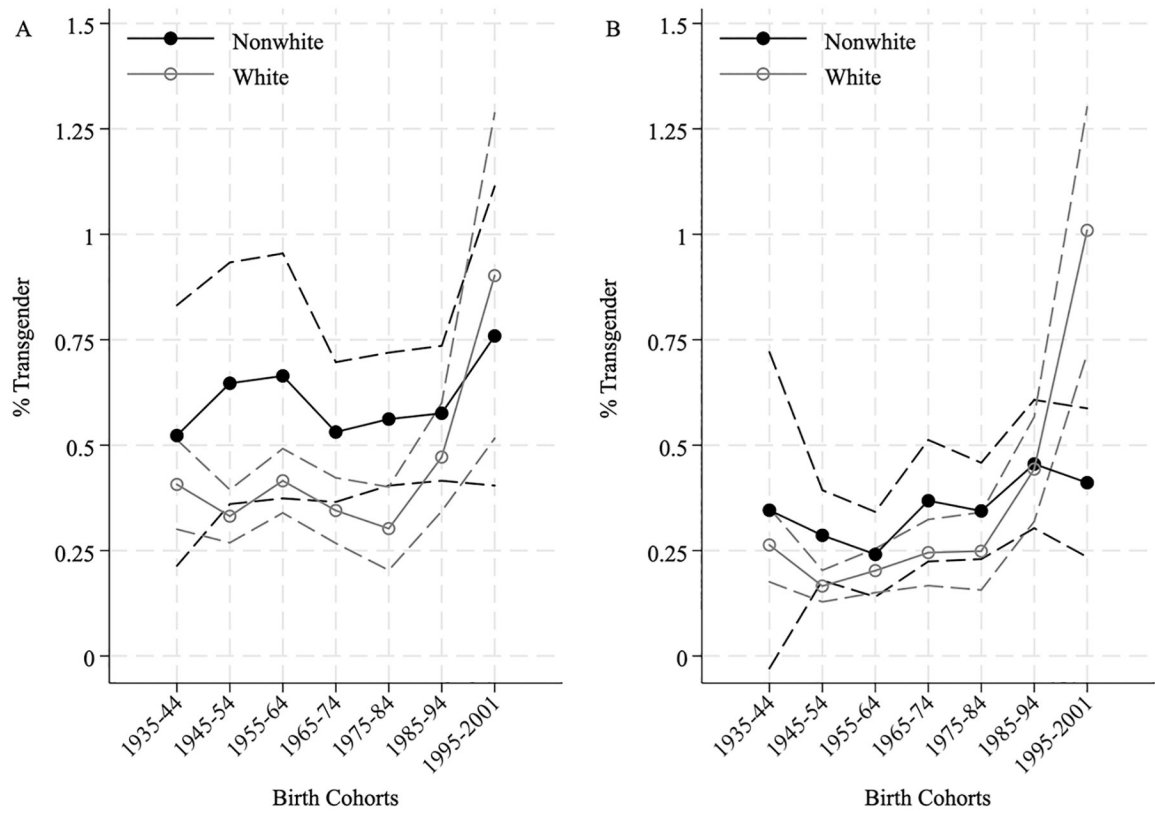 A
Nonwhite
White
1.5
1.25
1
0.75
0.5
0.25
0
% Transgender
1935-44
1945-54
1955-64
1965-74
1975-84
1985-94
1995-2001
Birth Cohorts
B
Nonwhite
White
1.5
1.25
1
0.75
0.5
0.25
0
% Transgender
1935-44
1945-54
1955-64
1965-74
1975-84
1985-94
1995-2001
Birth Cohorts